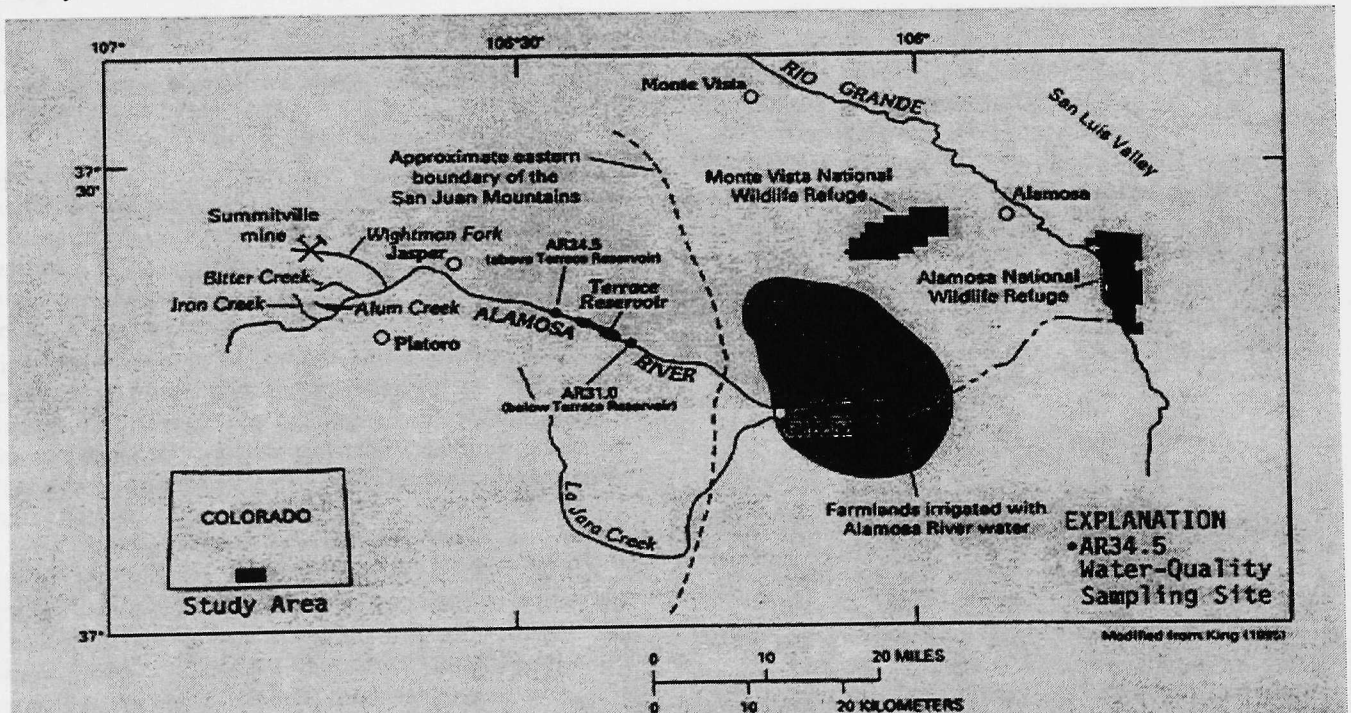 107°
106°30'
106°
37°
30'
Monte Vista
RIO GRANDE
San Luis Valley
Approximate eastern
boundary of the
San Juan Mountains
Monte Vista National
Wildlife Refuge
Alamosa
Summitville
mine
Wightman Fork
Jasper
AR34.5
(above Terrace Reservoir)
Bitter Creek
Terrace
Reservoir
Alamosa National
Wildlife Refuge
Iron Creek
Alum Creek
ALAMOSA
RIVER
Platoro
AR31.0
(below Terrace Reservoir)
La Jara Creek
Farmlands irrigated with
Alamosa River water
COLORADO
Study Area
EXPLANATION
•AR34.5
Water-Quality
Sampling Site
37°
Modified from King (1995)
0 10 20 MILES
0 10 20 KILOMETERS